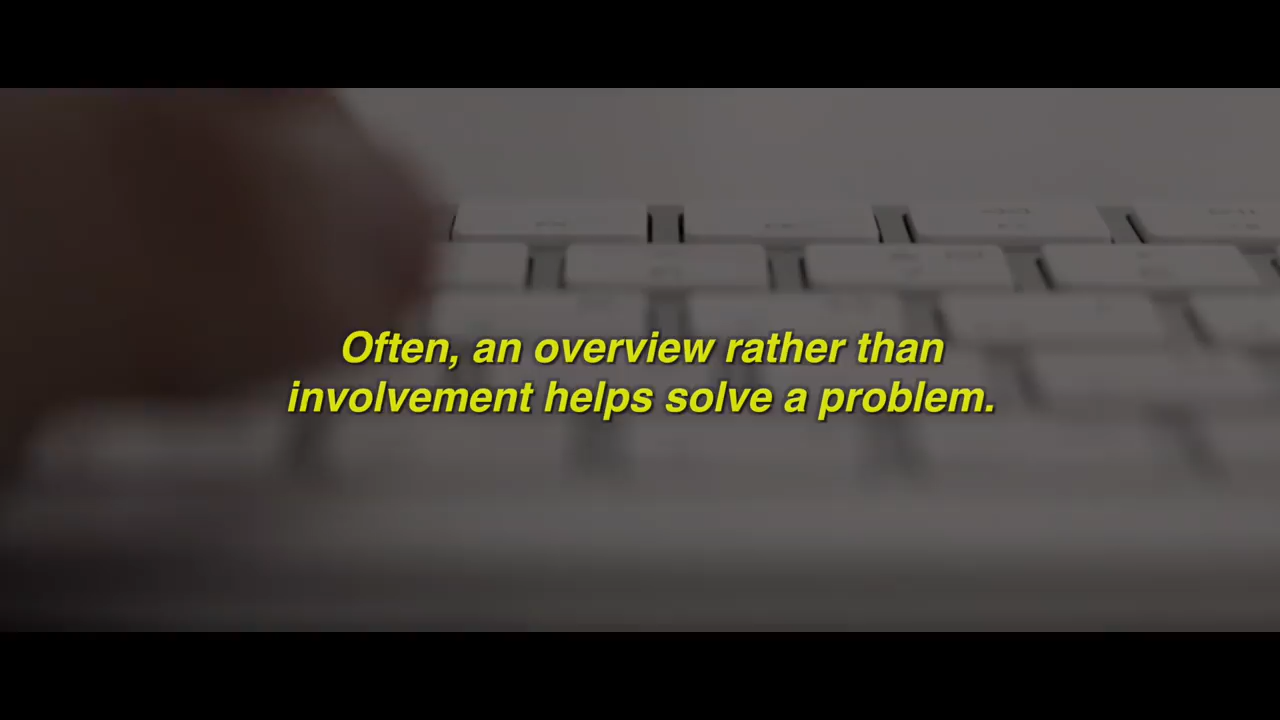 Often, an overview rather than
involvement helps solve a problem.